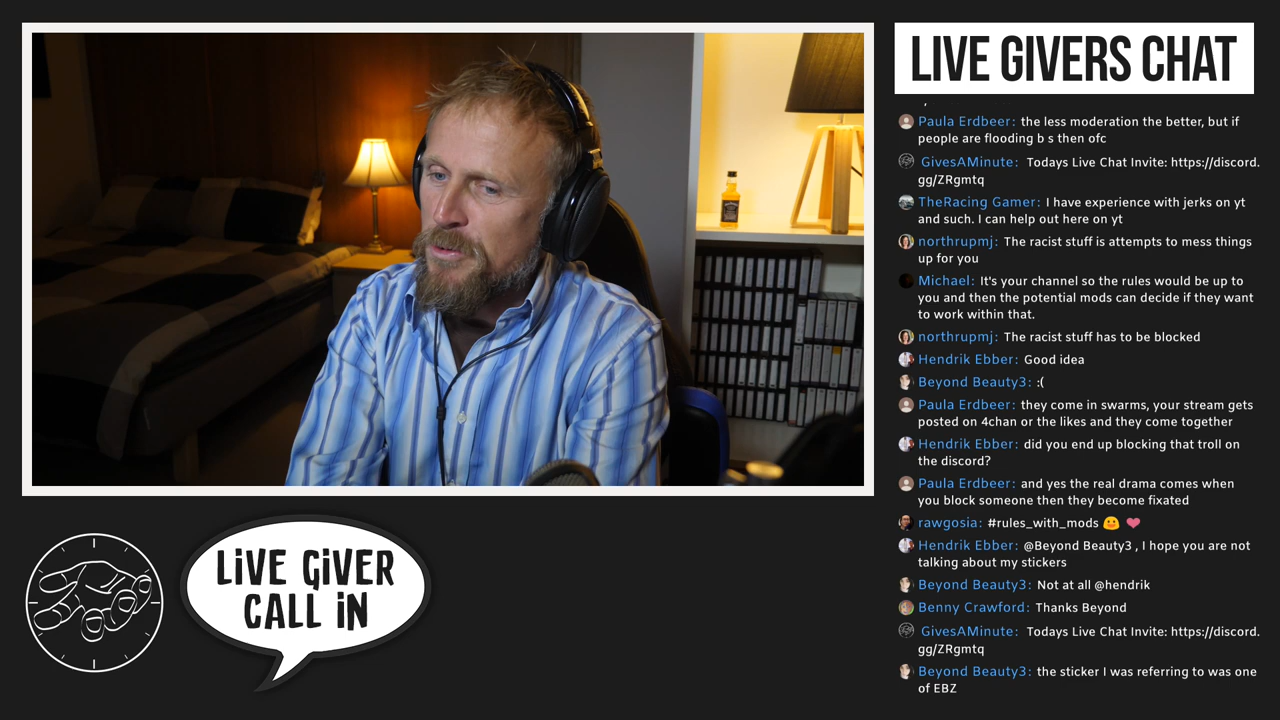 LIVE GIVERS CHAT
Paula Erdbeer: the less moderation the better, but if
people are flooding b s then ofc
GivesAMinute: Todays Live Chat Invite: https://discord.
gg/ZRgmtq
TheRacing Gamer: I have experience with jerks on yt
and such. I can help out here on yt
northrupmj: The racist stuff is attempts to mess things
up for you
Michael: It's your channel so the rules would be up to
you and then the potential mods can decide if they want
to work within that.
northrupmj: The racist stuff has to be blocked
Hendrik Ebber: Good idea
Beyond Beauty3: :(
Paula Erdbeer: they come in swarms, your stream gets
posted on 4chan or the likes and they come together
Hendrik Ebber: did you end up blocking that troll on
the discord?
Paula Erdbeer: and yes the real drama comes when
you block someone then they become fixated
rawgosia: #rules_with_mods 😗 ❤
Hendrik Ebber: @Beyond Beauty3 , I hope you are not
talking about my stickers
Beyond Beauty3: Not at all @hendrik
Benny Crawford: Thanks Beyond
GivesAMinute: Todays Live Chat Invite: https://discord.
gg/ZRgmtq
Beyond Beauty3: the sticker I was referring to was one
of EBZ
LiVE GiVER
CALL iN